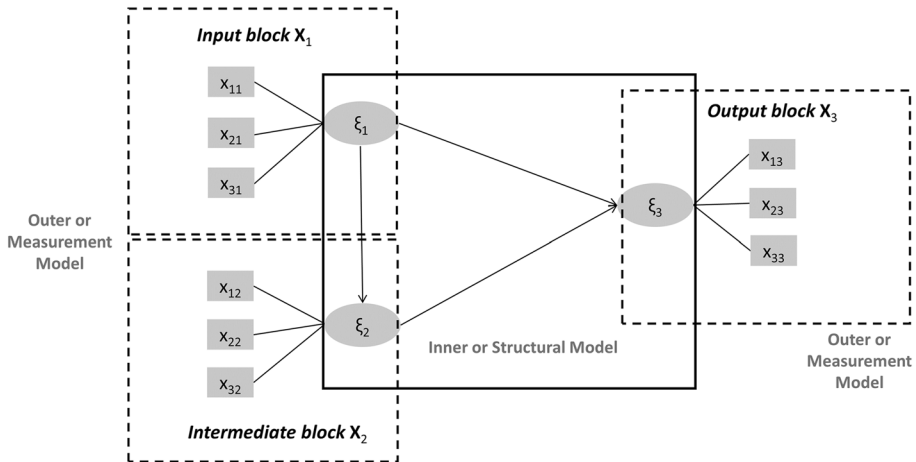 Input block X₁
x₁₁
x₂₁
x₃₁
ξ₁
Outer or
Measurement
Model
x₁₂
x₂₂
x₃₂
ξ₂
Intermediate block X₂
Inner or Structural Model
Output block X₃
ξ₃
x₁₃
x₂₃
x₃₃
Outer or
Measurement
Model